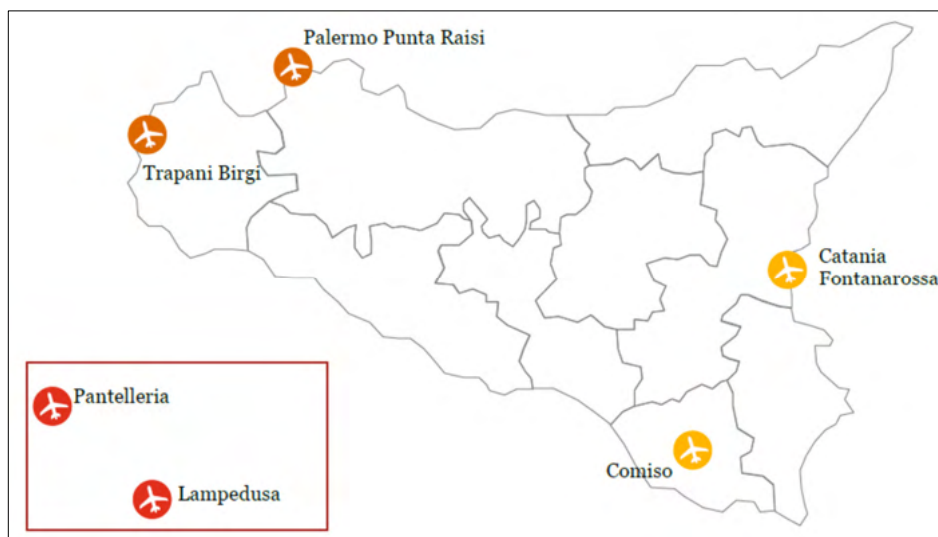 Palermo Punta Raisi
Trapani Birgi
Catania
Fontanarossa
Pantelleria
Comiso
Lampedusa